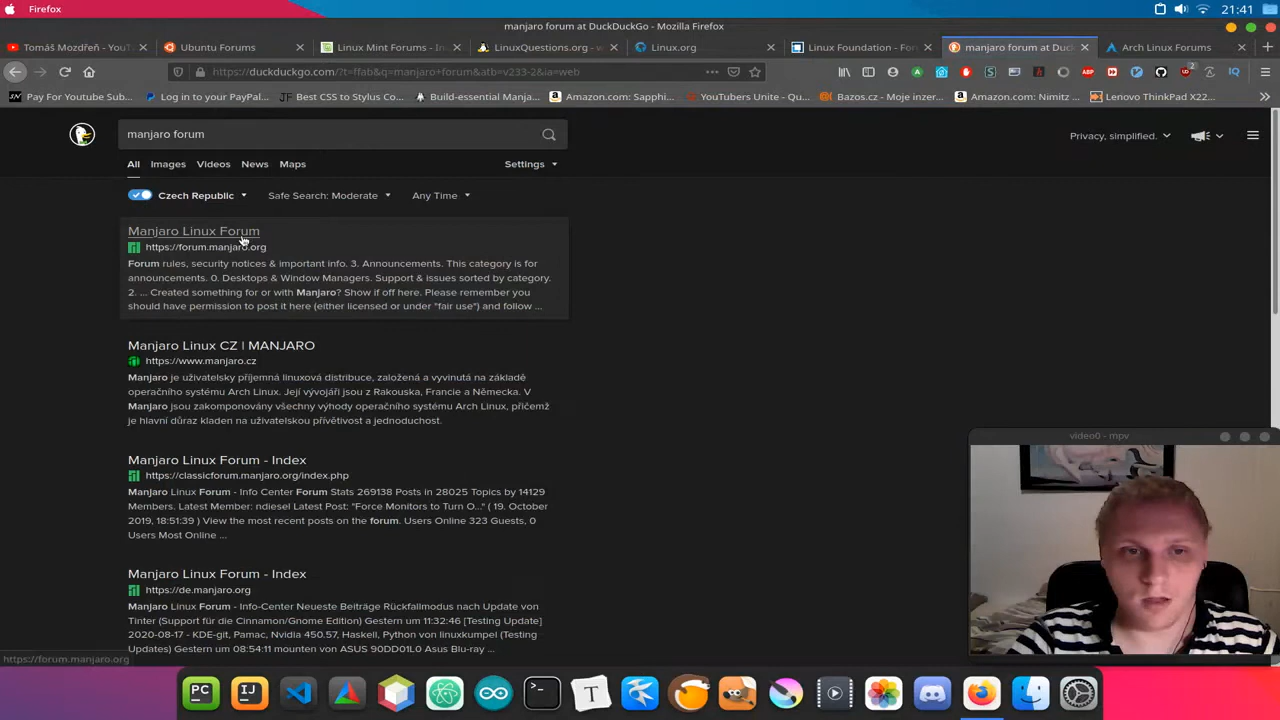 Firefox
21:41
manjaro forum at DuckDuckGo - Mozilla Firefox
Tomáš Mozdřeň - YouT
Ubuntu Forums
Linux Mint Forums - In
LinuxQuestions.org - w
Linux.org
Linux Foundation - For
manjaro forum at Duc
Arch Linux Forums
https://duckduckgo.com/?t=ffab&q=manjaro+forum&atb=v233-2&ia=web
Pay For Youtube Sub...
Log in to your PayPal...
Best CSS to Stylus Co...
Build-essential Manja...
Amazon.com: Sapphi...
YouTubers Unite - Qu...
Bazos.cz - Moje inzer...
Amazon.com: Nimitz ...
Lenovo ThinkPad X22...
manjaro forum
Privacy, simplified.
All Images Videos News Maps
Settings
Czech Republic
Safe Search: Moderate
Any Time
Manjaro Linux Forum
https://forum.manjaro.org
Forum rules, security notices & important info. 3. Announcements. This category is for
announcements. 0. Desktops & Window Managers. Support & issues sorted by category.
2. ... Created something for or with Manjaro? Show if off here. Please remember you
should have permission to post it here (either licensed or under "fair use") and follow ...
Manjaro Linux CZ | MANJARO
https://www.manjaro.cz
Manjaro je uživatelsky příjemná linuxová distribuce, založená a vyvinutá na základě
operačního systému Arch Linux. Její vývojáři jsou z Rakouska, Francie a Německa. V
Manjaro jsou zakomponovány všechny výhody operačního systému Arch Linux, přičemž
je hlavní důraz kladen na uživatelskou přívětivost a jednoduchost.
Manjaro Linux Forum - Index
https://classicforum.manjaro.org/index.php
Manjaro Linux Forum - Info Center Forum Stats 269138 Posts in 28025 Topics by 14129
Members. Latest Member: ndiesel Latest Post: "Force Monitors to Turn O..." ( 19. October
2019, 18:51:39 ) View the most recent posts on the forum. Users Online 323 Guests, 0
Users Most Online ...
Manjaro Linux Forum - Index
https://de.manjaro.org
Manjaro Linux Forum - Info-Center Neueste Beiträge Rückfallmodus nach Update von
Tinter (Support für die Cinnamon/Gnome Edition) Gestern um 11:32:46 [Testing Update]
2020-08-17 - KDE-git, Pamac, Nvidia 450.57, Haskell, Python von linuxkumpel (Testing
Updates) Gestern um 08:54:11 mounten von ASUS 90DD01L0 Asus Blu-ray ...
https://forum.manjaro.org
video0 - mpv